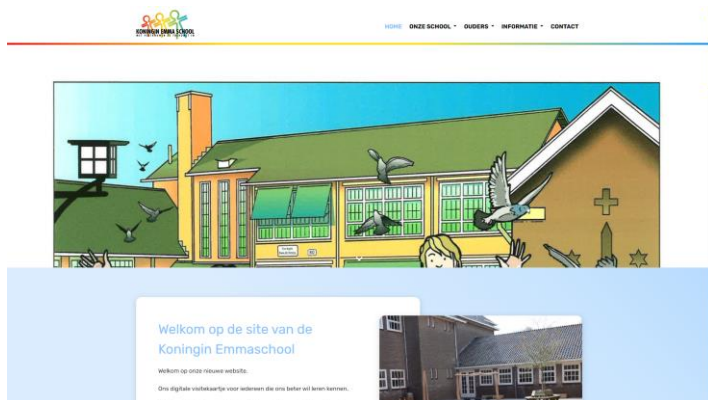 KONINGIN EMMA SCHOOL
HOME ONZE SCHOOL OUDERS INFORMATIE CONTACT
Welkom op de site van de
Koningin Emmaschool
Welkom op onze nieuwe website.
Ons digitale visitekaartje voor iedereen die ons beter wil leren kennen.